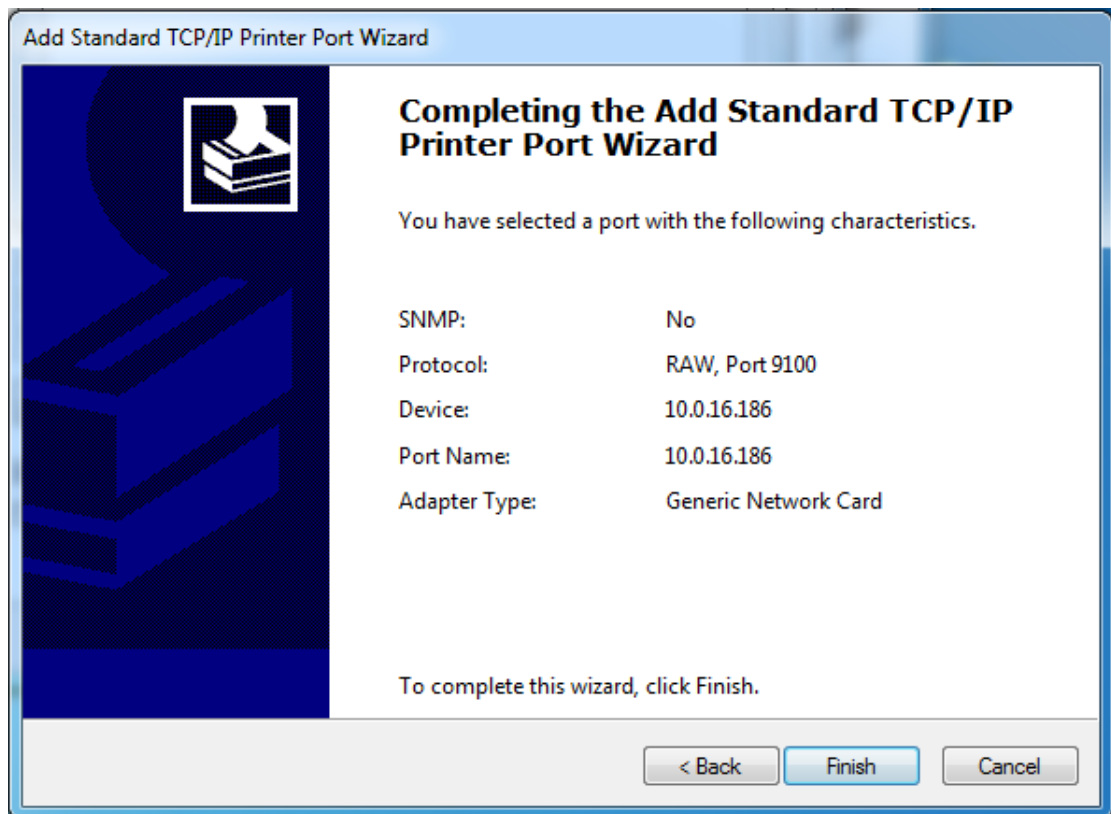 Add Standard TCP/IP Printer Port Wizard
Completing the Add Standard TCP/IP
Printer Port Wizard
You have selected a port with the following characteristics.
SNMP: No
Protocol: RAW, Port 9100
Device: 10.0.16.186
Port Name: 10.0.16.186
Adapter Type: Generic Network Card
To complete this wizard, click Finish.
< Back Finish Cancel